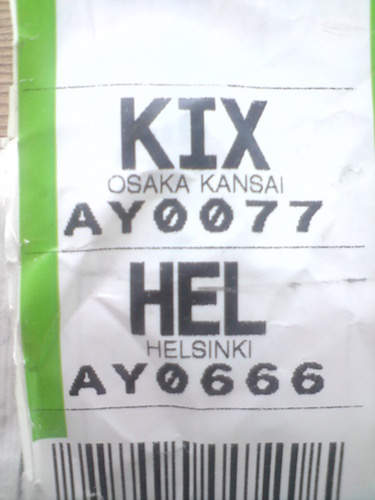 KIX
OSAKA KANSAI
AY0077
HEL
HELSINKI
AY0666